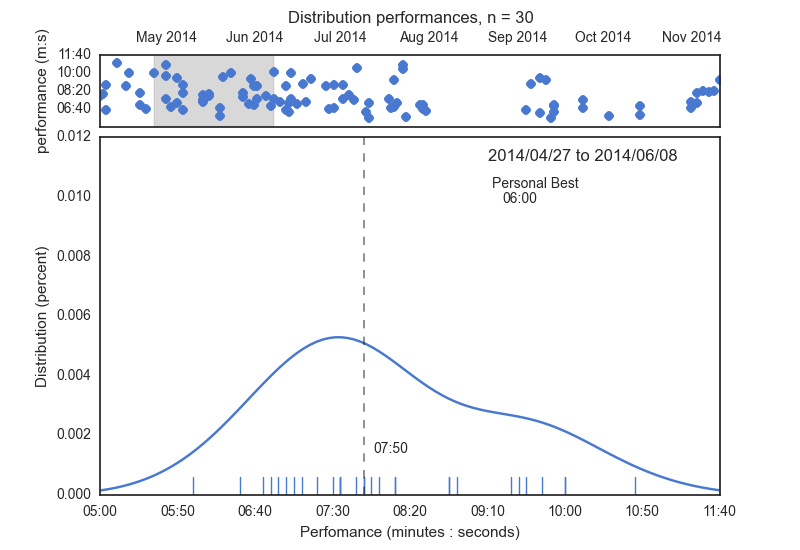 Distribution performances, n = 30
May 2014 Jun 2014 Jul 2014 Aug 2014 Sep 2014 Oct 2014 Nov 2014
performance (m:s)
11:40
10:00
08:20
06:40
0.012
0.010
0.008
0.006
0.004
0.002
0.000
Distribution (percent)
2014/04/27 to 2014/06/08
Personal Best
06:00
07:50
05:00 05:50 06:40 07:30 08:20 09:10 10:00 10:50 11:40
Perfomance (minutes : seconds)